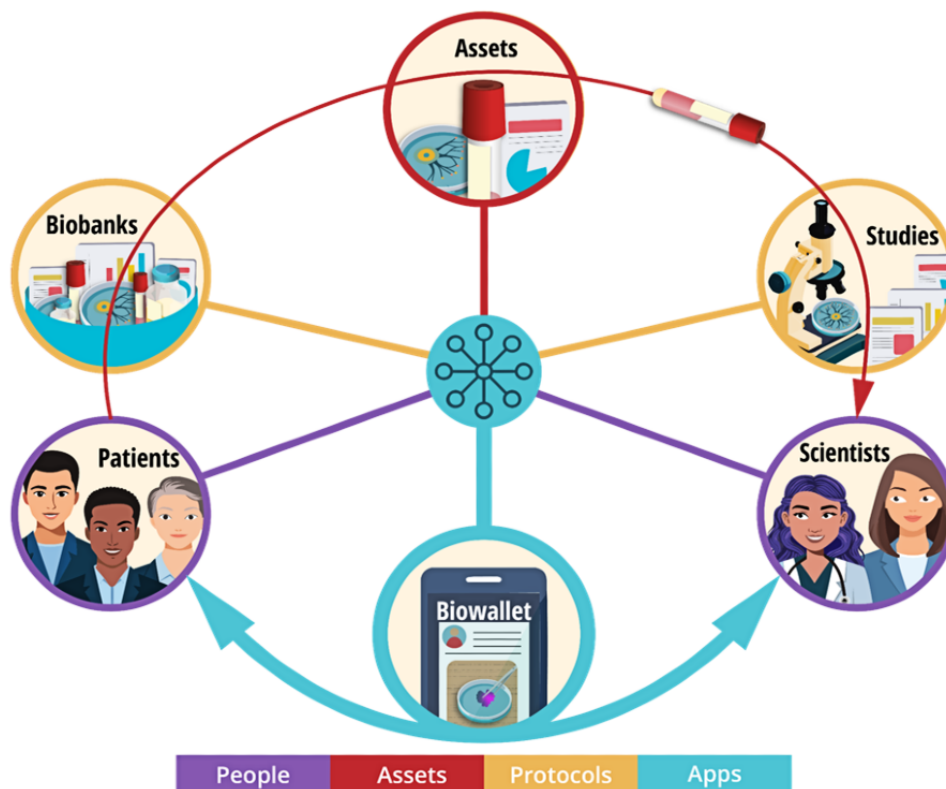 Assets
Biobanks
Studies
Patients
Scientists
Biowallet
People Assets Protocols Apps